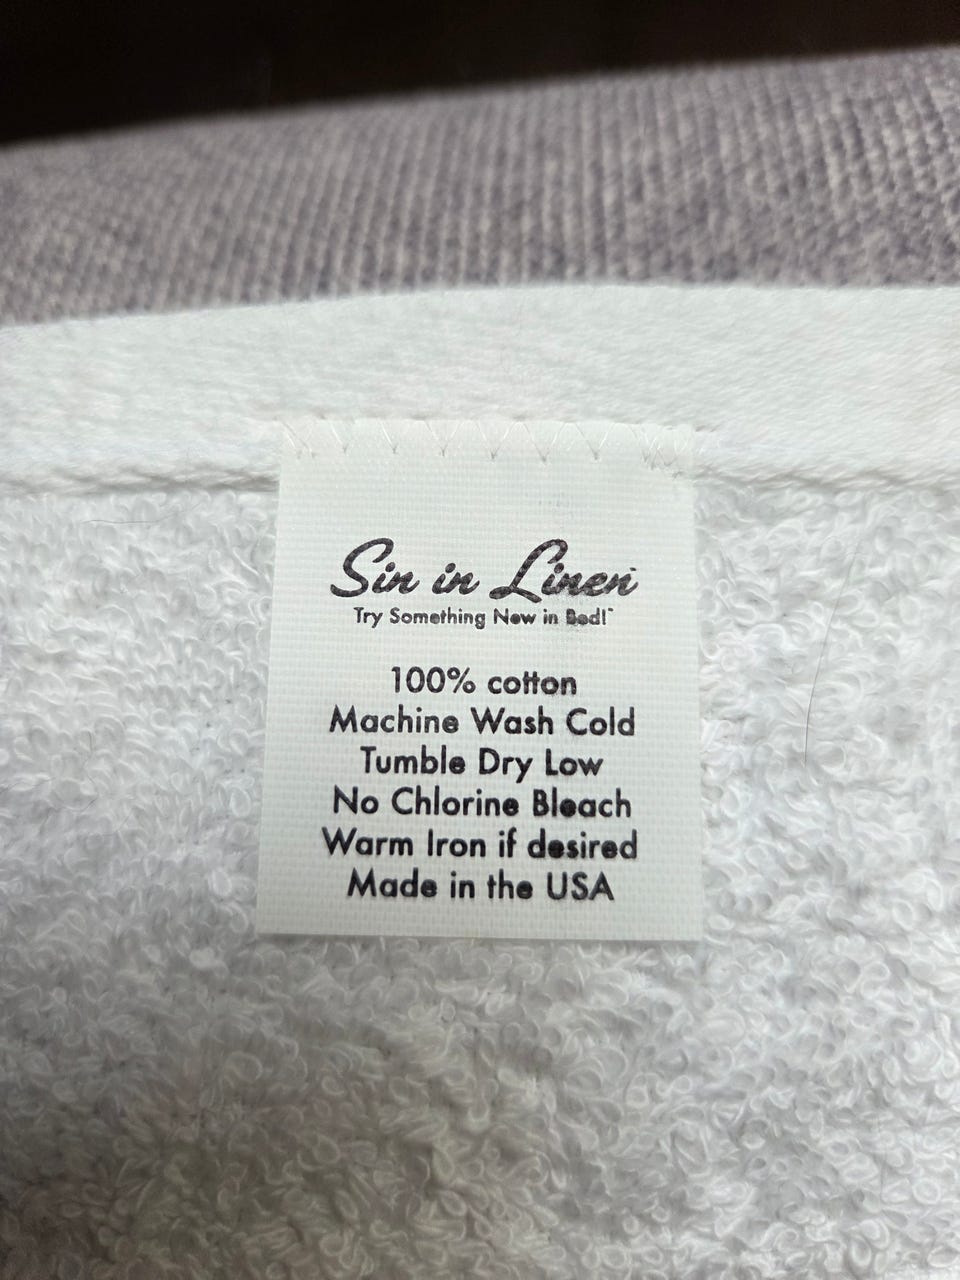 Sin in Linen
Try Something New in Bed!™
100% cotton
Machine Wash Cold
Tumble Dry Low
No Chlorine Bleach
Warm Iron if desired
Made in the USA